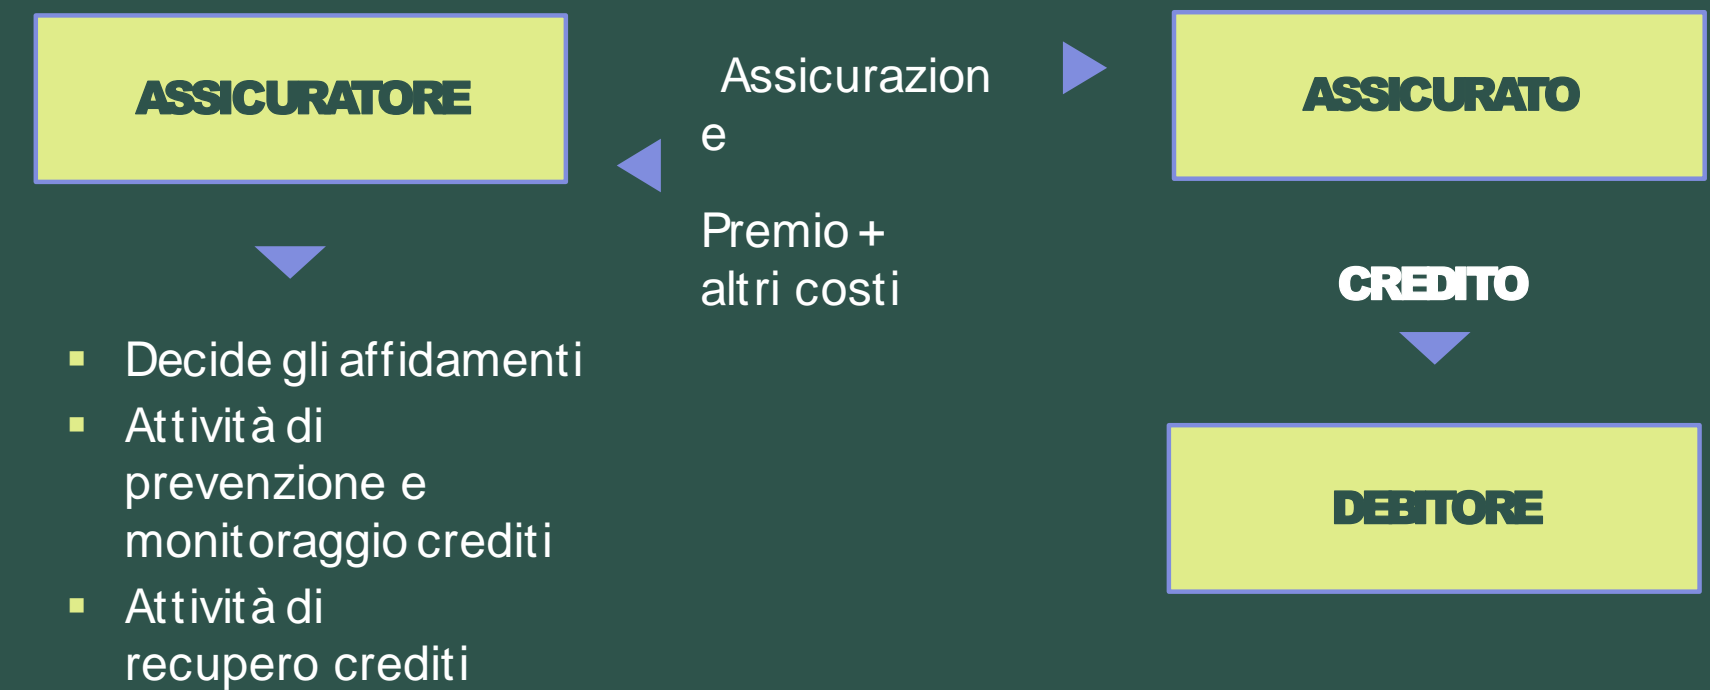 ASSICURATORE
Assicurazion
e
Premio +
altri costi
ASSICURATO
CREDITO
DEBITORE
▪ Decide gli affidamenti
▪ Attività di
prevenzione e
monitoraggio crediti
▪ Attività di
recupero crediti